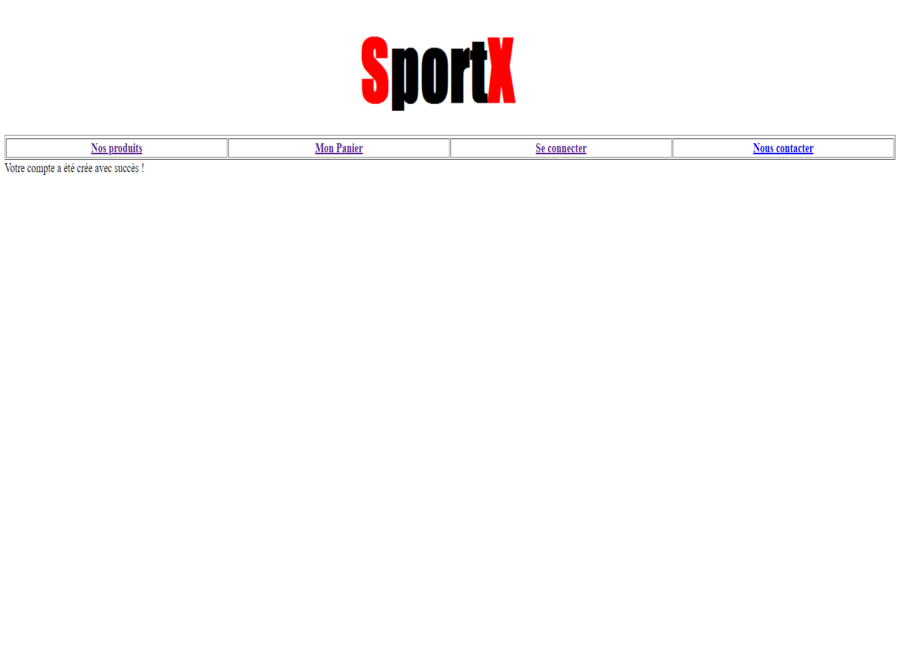 SportX
Nos produits Mon Panier Se connecter Nous contacter
Votre compte a été crée avec succès !